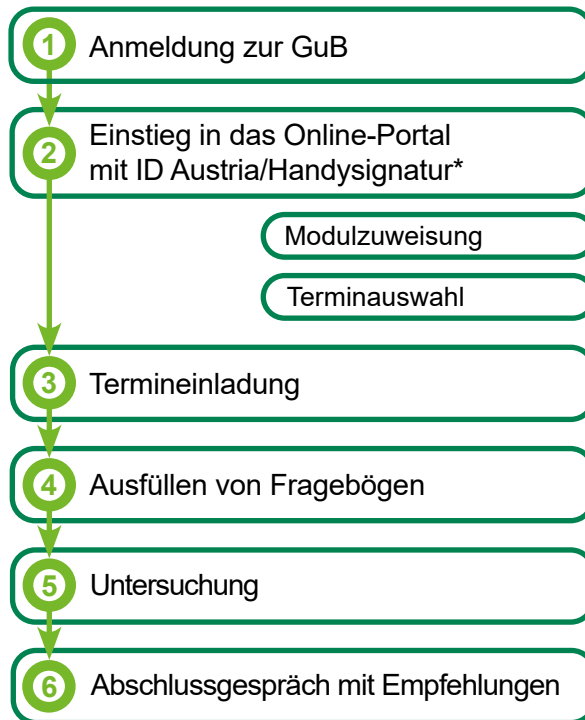 1 Anmeldung zur GuB
2 Einstieg in das Online-Portal
mit ID Austria/Handysignatur*
Modulzuweisung
Terminauswahl
3 Termineinladung
4 Ausfüllen von Fragebögen
5 Untersuchung
6 Abschlussgespräch mit Empfehlungen